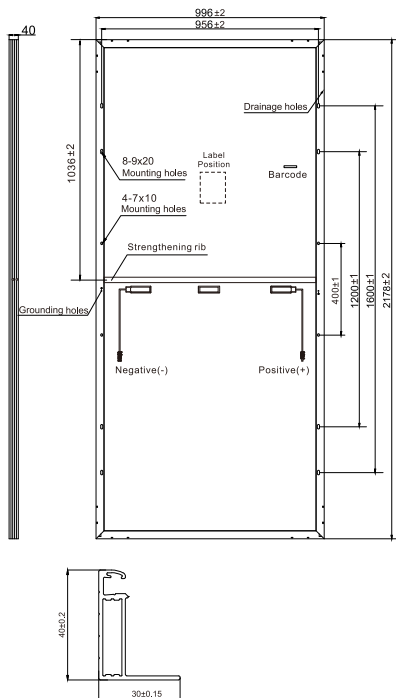 996±2
956±2
40
Drainage holes
1036±2
8-9x20
Mounting holes
Label
Position
Barcode
4-7x10
Mounting holes
Strengthening rib
400±1
1200±1
1600±1
2178±2
Grounding holes
Negative(-)
Positive(+)
40±0.2
30±0.15